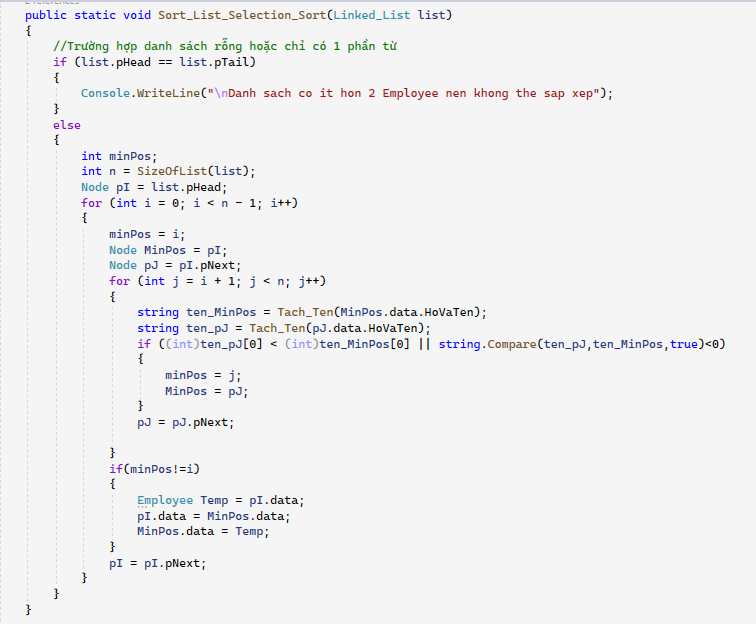 public static void Sort_List_Selection_Sort(Linked_List list)
{
//Trường hợp danh sách rỗng hoặc chỉ có 1 phần tử
if (list.pHead == list.pTail)
{
Console.WriteLine("\nDanh sach co it hon 2 Employee nen khong the sap xep");
}
else
{
int minPos;
int n = SizeOfList(list);
Node pI = list.pHead;
for (int i = 0; i < n - 1; i++)
{
minPos = i;
Node MinPos = pI;
Node pJ = pI.pNext;
for (int j = i + 1; j < n; j++)
{
string ten_MinPos = Tach_Ten(MinPos.data.HoVaTen);
string ten_pJ = Tach_Ten(pJ.data.HoVaTen);
if ((int)ten_pJ[0] < (int)ten_MinPos[0] || string.Compare(ten_pJ,ten_MinPos,true)<0)
{
minPos = j;
MinPos = pJ;
}
pJ = pJ.pNext;
}
if(minPos!=i)
{
Employee Temp = pI.data;
pI.data = MinPos.data;
MinPos.data = Temp;
}
pI = pI.pNext;
}
}
}